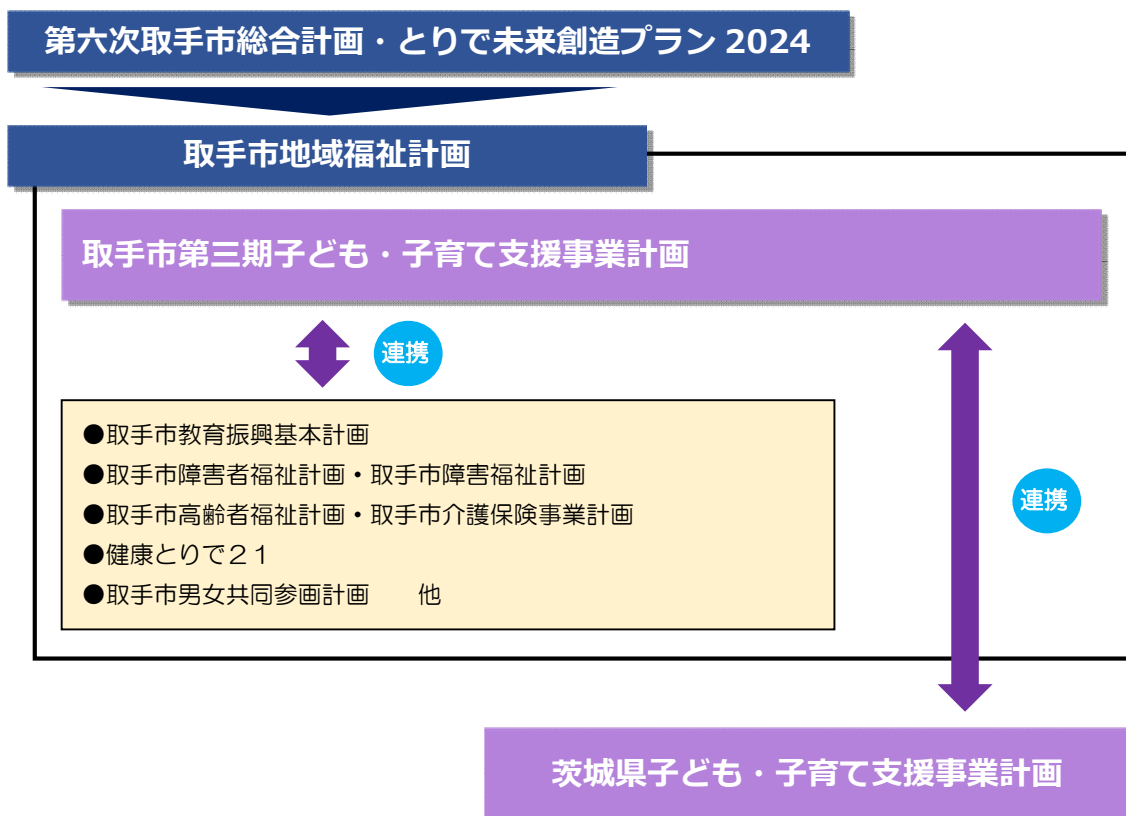 第六次取手市総合計画・とりで未来創造プラン 2024
取手市地域福祉計画
取手市第三期子ども・子育て支援事業計画
連携
●取手市教育振興基本計画
●取手市障害者福祉計画・取手市障害福祉計画
●取手市高齢者福祉計画・取手市介護保険事業計画
●健康とりで２１
●取手市男女共同参画計画　　他
連携
茨城県子ども・子育て支援事業計画